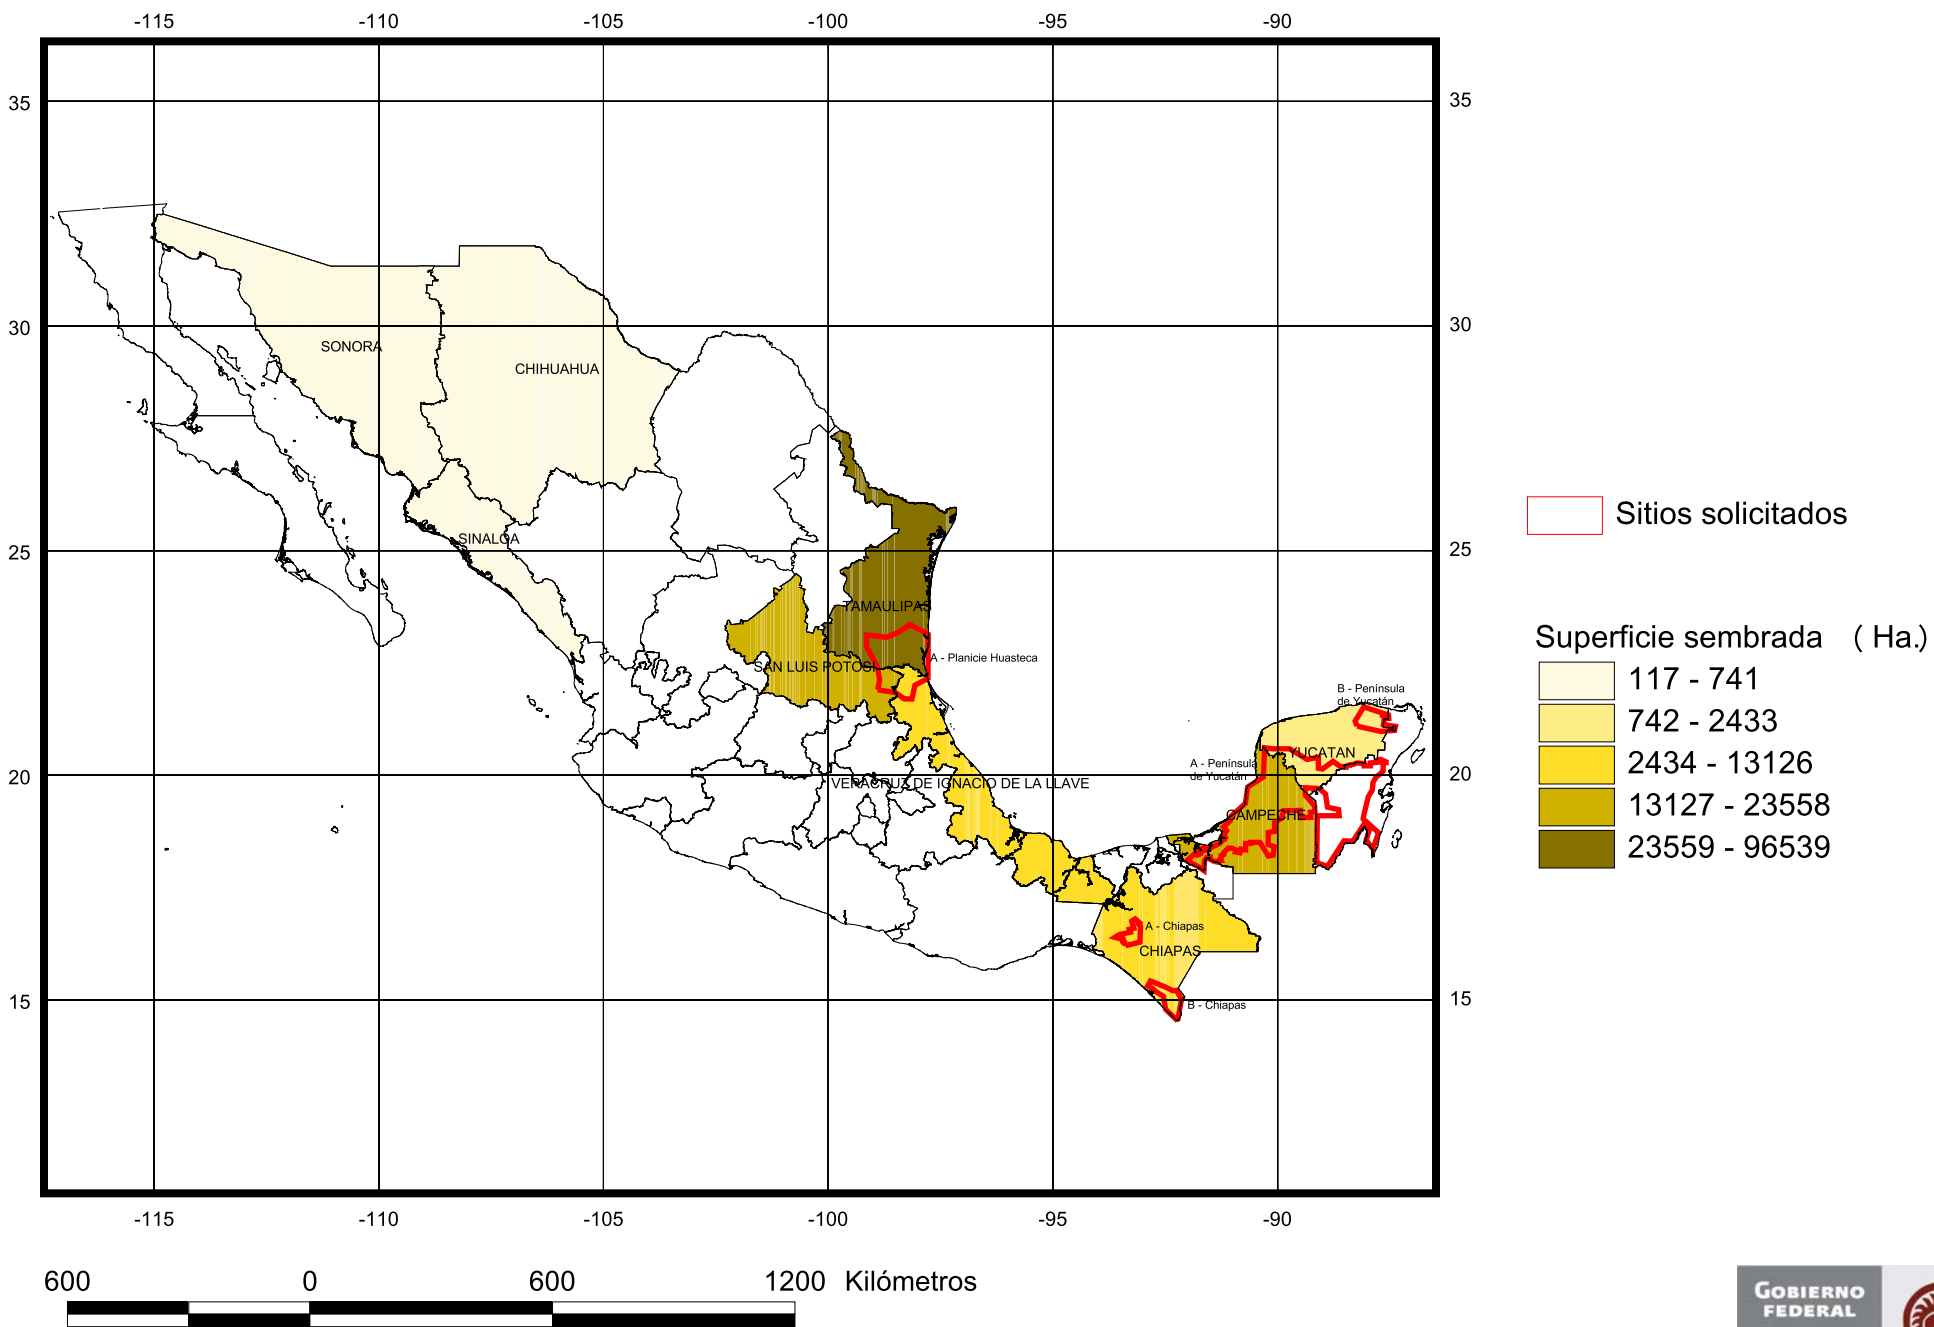 -115 -110 -105 -100 -95 -90
35 35
30 30
SONORA
CHIHUAHUA
25 25
SINALOA
TAMAULIPAS
A - Planicie Huasteca
SAN LUIS POTOSI
B - Península
de Yucatán
YUCATAN
A - Península
de Yucatán
20 20
VERACRUZ DE IGNACIO DE LA LLAVE
CAMPECHE
A - Chiapas
CHIAPAS
B - Chiapas
15 15
-115 -110 -105 -100 -95 -90
600 0 600 1200 Kilómetros
Sitios solicitados
Superficie sembrada ( Ha.)
117 - 741
742 - 2433
2434 - 13126
13127 - 23558
23559 - 96539
GOBIERNO
FEDERAL